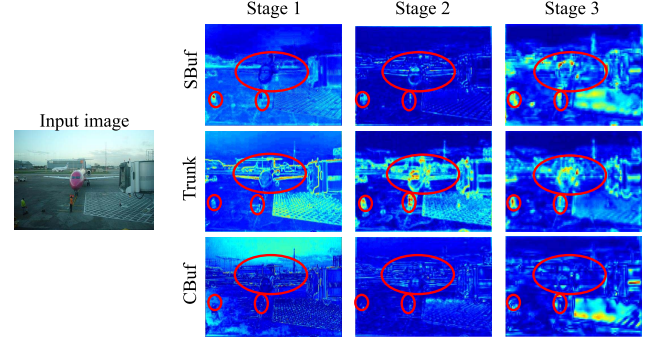 Stage 1
Stage 2
Stage 3
SBuf
Input image
Trunk
CBuf